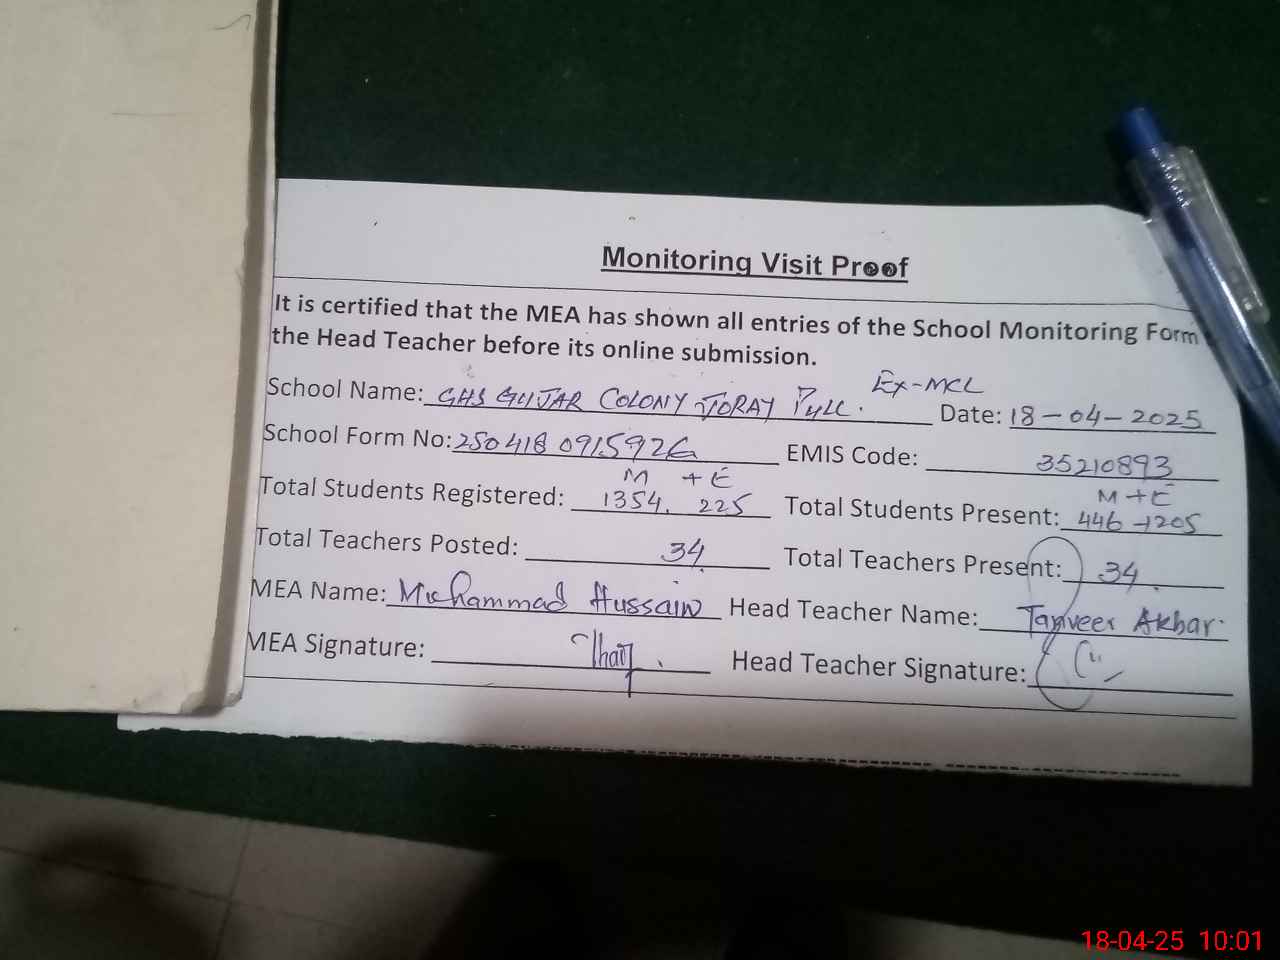 Monitoring Visit Proof
It is certified that the MEA has shown all entries of the School Monitoring Form
the Head Teacher before its online submission.
School Name: GHS GUJAR COLONY JORAY PULL. Ex-MCL Date: 18-04-2025
School Form No: 250418 091592G EMIS Code: 35210893
M + E M+E
Total Students Registered: 1354. 225 Total Students Present: 446 +205
Total Teachers Posted: 34. Total Teachers Present: 34.
MEA Name: Muhammad Hussain Head Teacher Name: Tanveer Akbar.
MEA Signature: Head Teacher Signature:
18-04-25 10:01